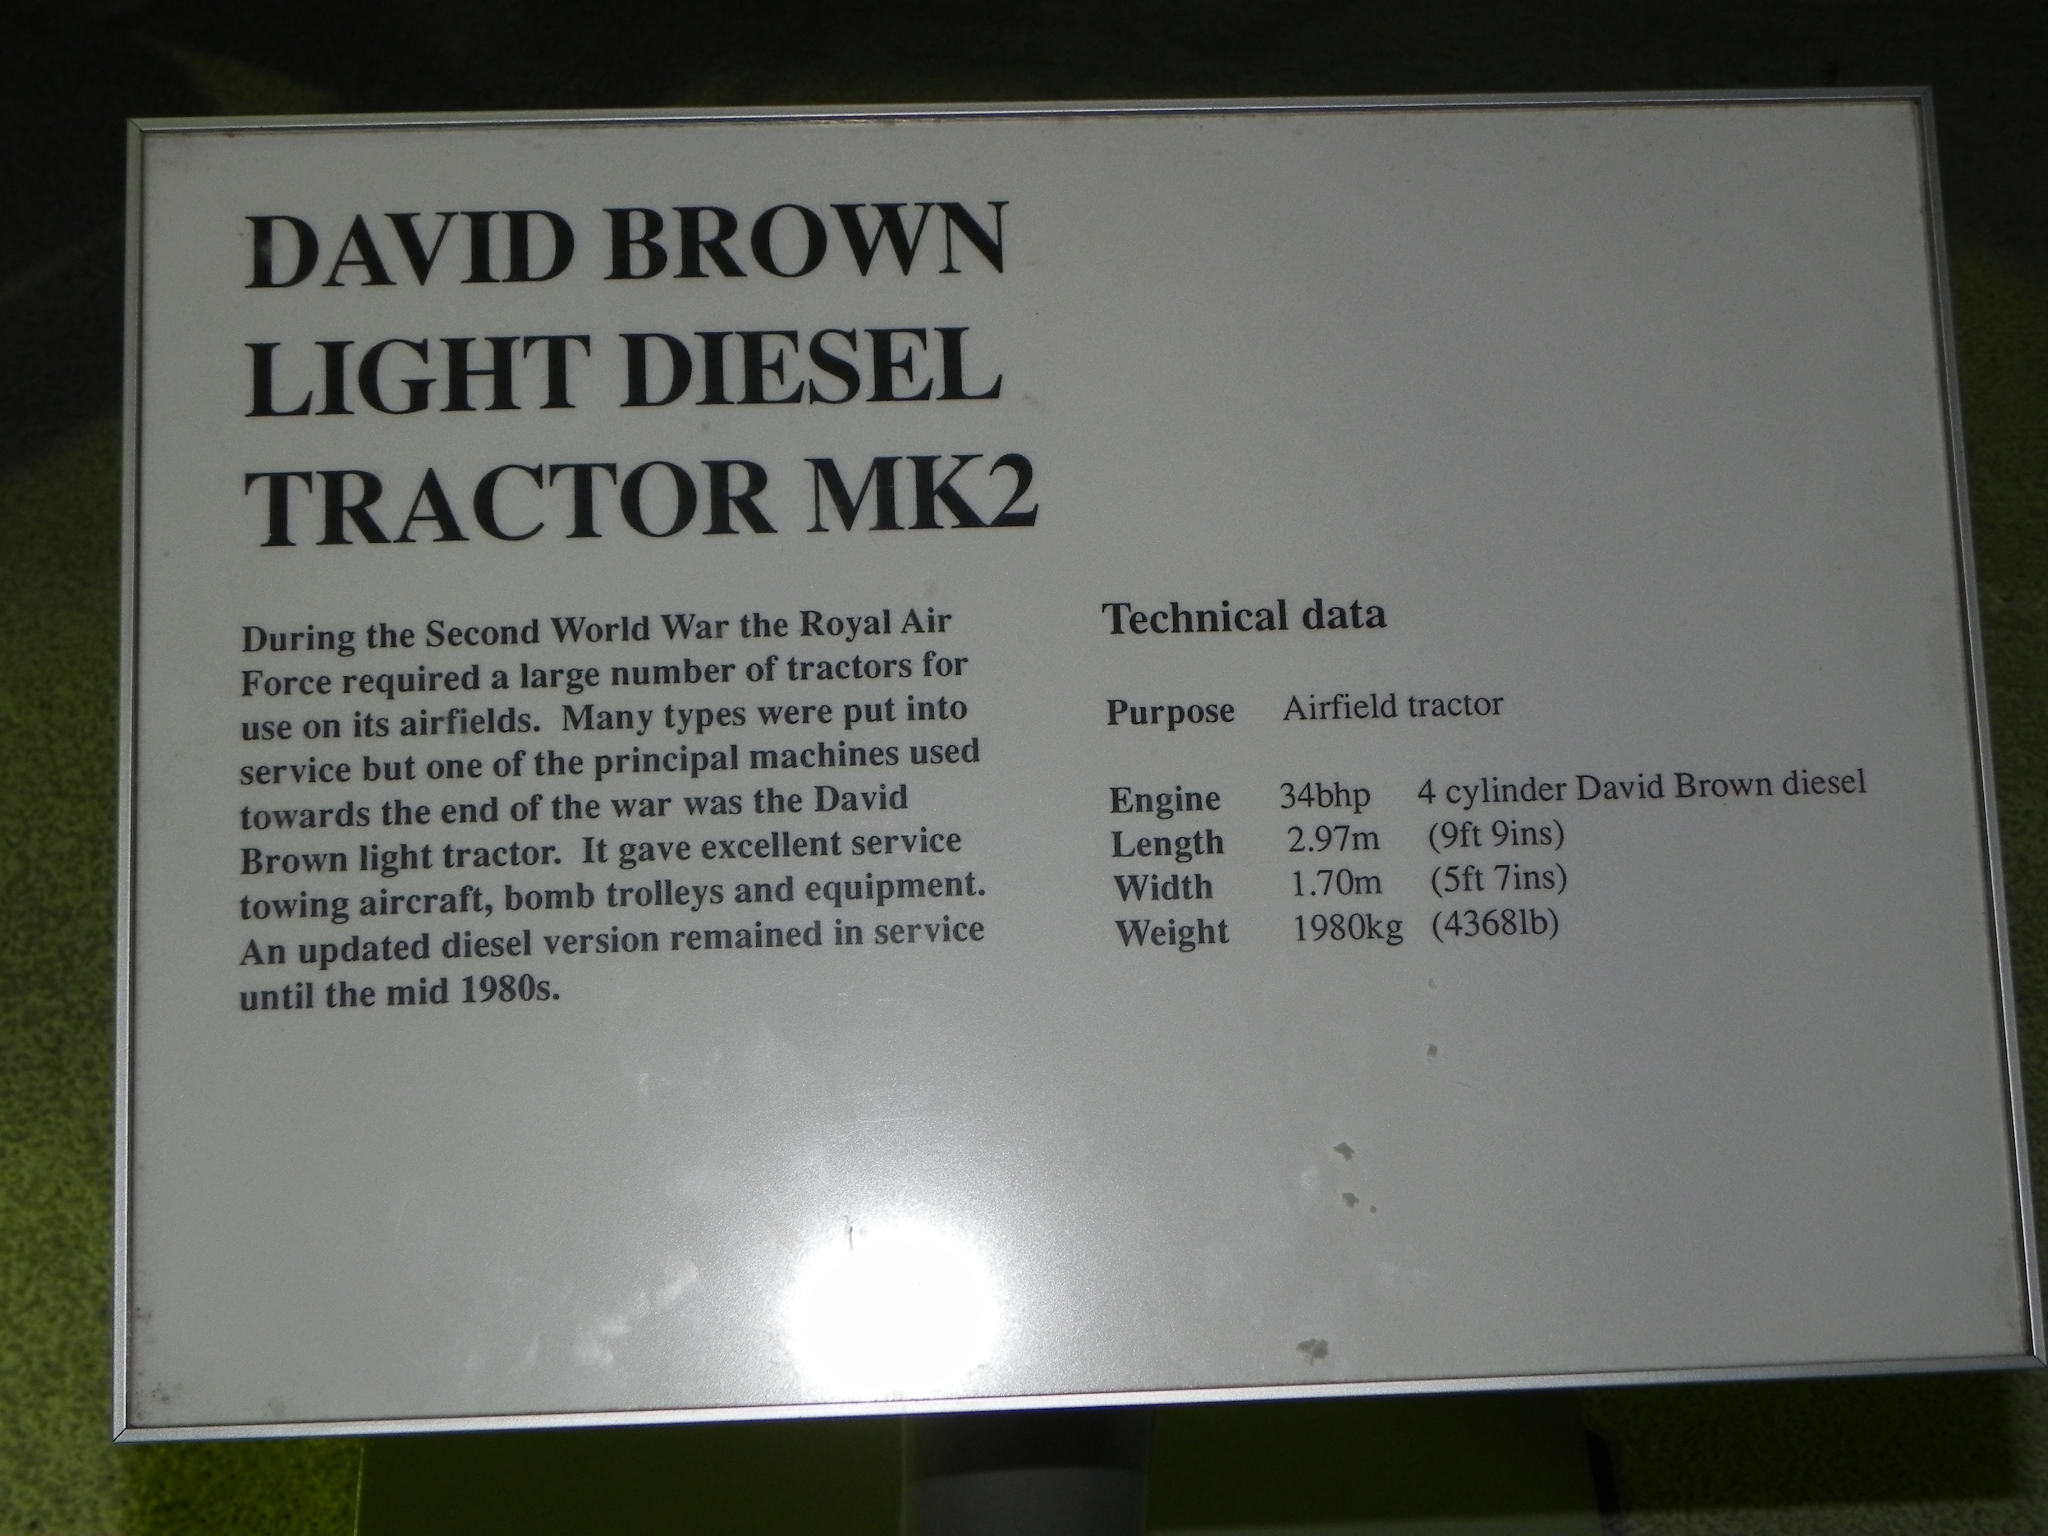 DAVID BROWN
LIGHT DIESEL
TRACTOR MK2
During the Second World War the Royal Air
Force required a large number of tractors for
use on its airfields. Many types were put into
service but one of the principal machines used
towards the end of the war was the David
Brown light tractor. It gave excellent service
towing aircraft, bomb trolleys and equipment.
An updated diesel version remained in service
until the mid 1980s.
Technical data
Purpose Airfield tractor
Engine 34bhp 4 cylinder David Brown diesel
Length 2.97m (9ft 9ins)
Width 1.70m (5ft 7ins)
Weight 1980kg (4368lb)